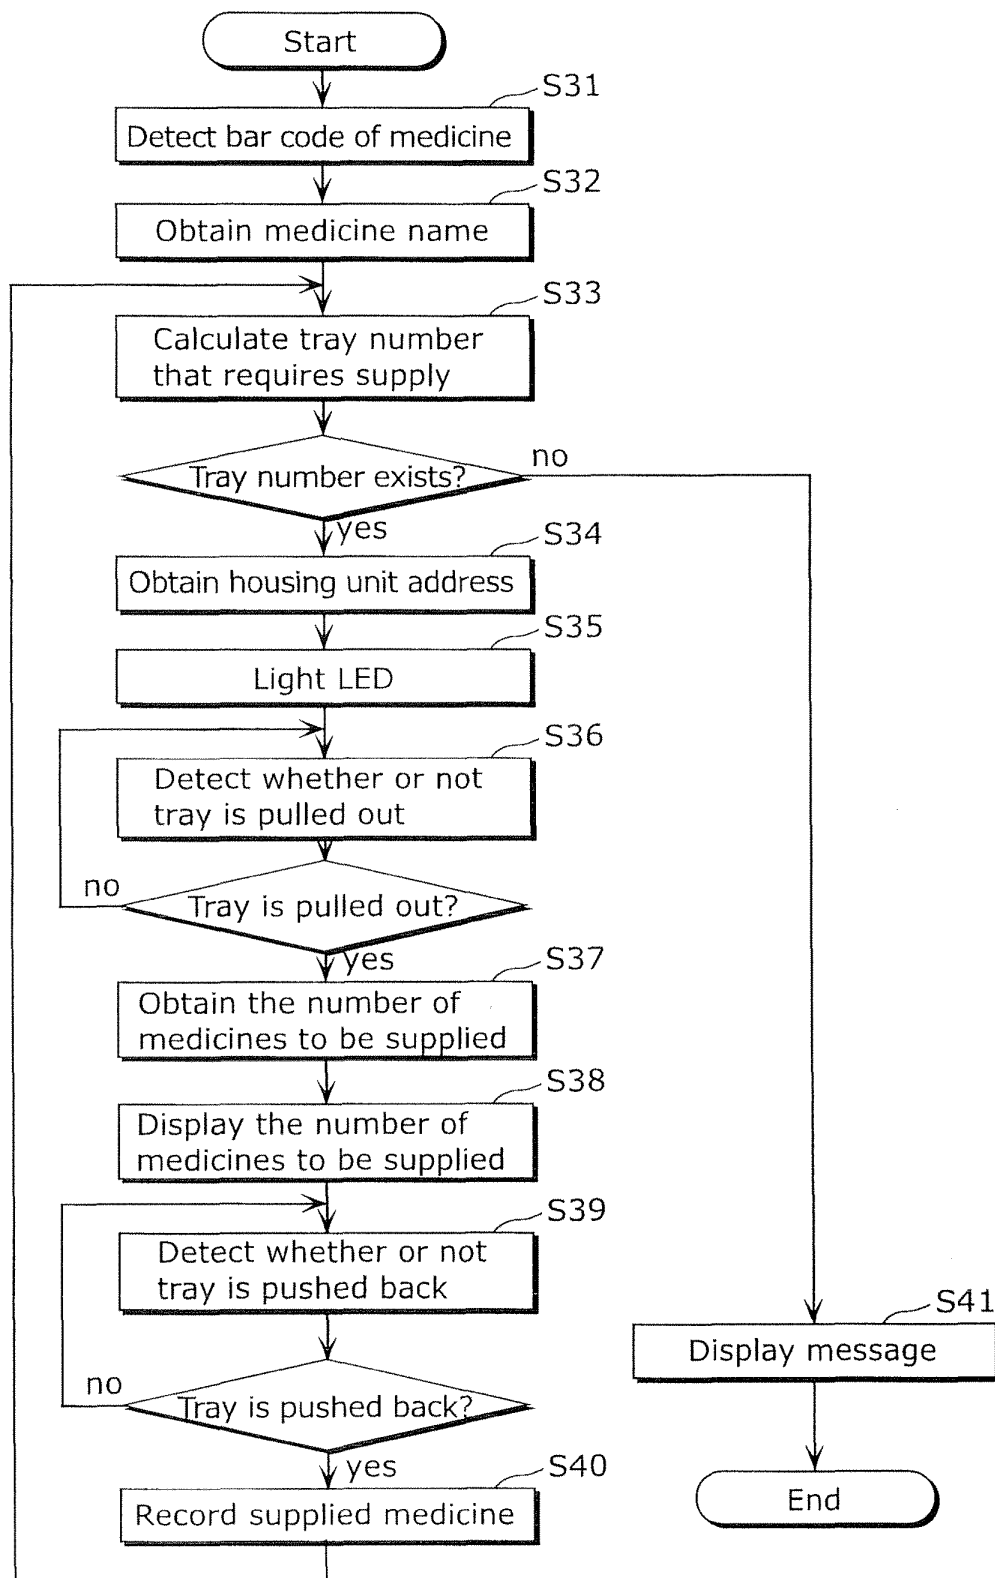 Start
S31
Detect bar code of medicine
S32
Obtain medicine name
S33
Calculate tray number
that requires supply
no
Tray number exists?
yes
S34
Obtain housing unit address
S35
Light LED
S36
Detect whether or not
tray is pulled out
no
Tray is pulled out?
yes
S37
Obtain the number of
medicines to be supplied
S38
Display the number of
medicines to be supplied
S39
Detect whether or not
tray is pushed back
S41
Display message
no
Tray is pushed back?
yes
S40
Record supplied medicine
End